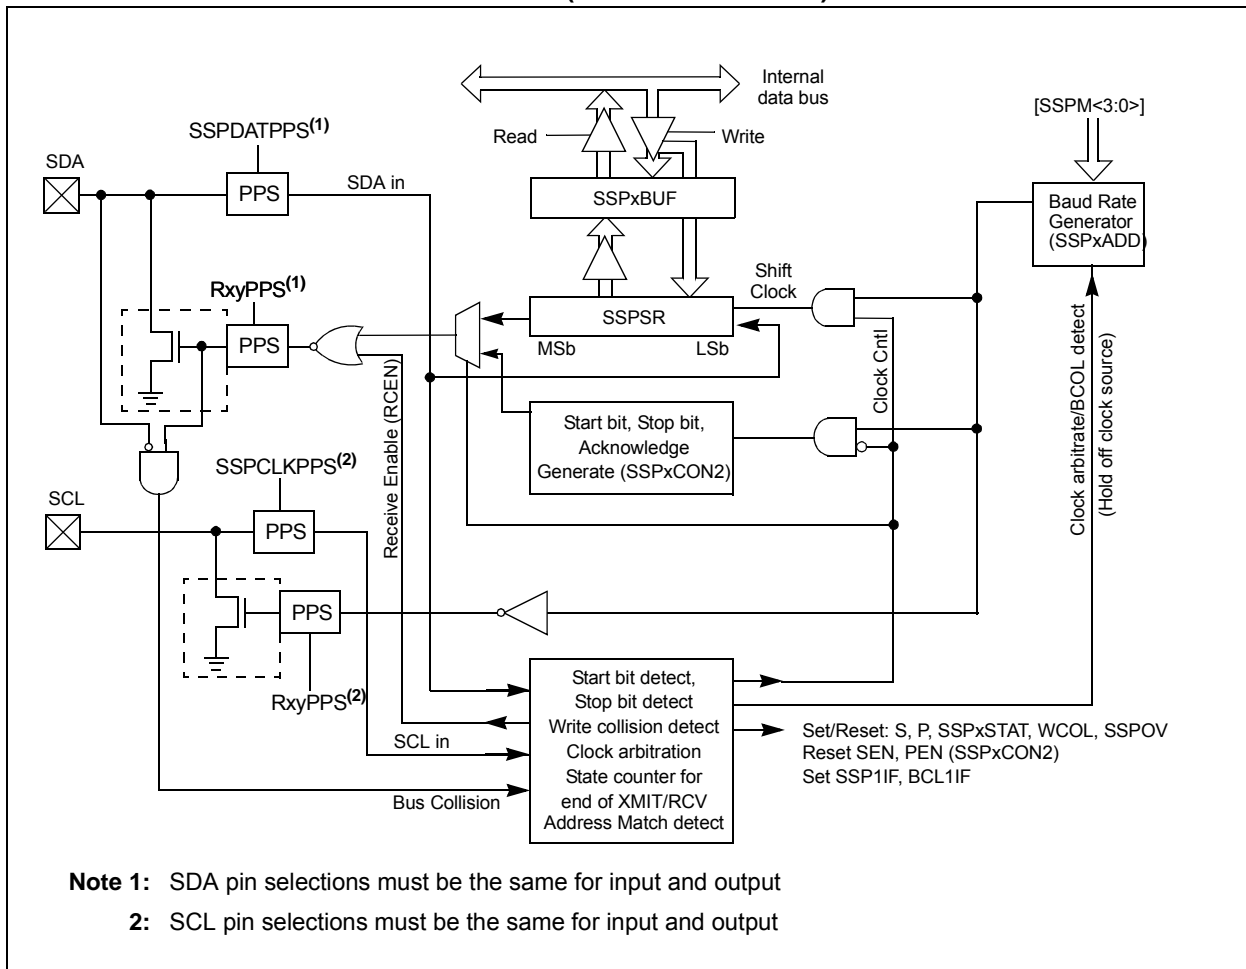 Internal
data bus
[SSPM<3:0>]
SSPDATPPS(1)
Read
Write
SDA
PPS
SDA in
SSPxBUF
Baud Rate
Generator
(SSPxADD)
Shift
Clock
RxyPPS(1)
PPS
SSPSR
MSb
LSb
Clock Cntl
Clock arbitrate/BCOL detect
(Hold off clock source)
Receive Enable (RCEN)
Start bit, Stop bit,
Acknowledge
Generate (SSPxCON2)
SSPCLKPPS(2)
SCL
PPS
PPS
RxyPPS(2)
SCL in
Bus Collision
Start bit detect,
Stop bit detect
Write collision detect
Clock arbitration
State counter for
end of XMIT/RCV
Address Match detect
Set/Reset: S, P, SSPxSTAT, WCOL, SSPOV
Reset SEN, PEN (SSPxCON2)
Set SSP1IF, BCL1IF
Note 1: SDA pin selections must be the same for input and output
2: SCL pin selections must be the same for input and output